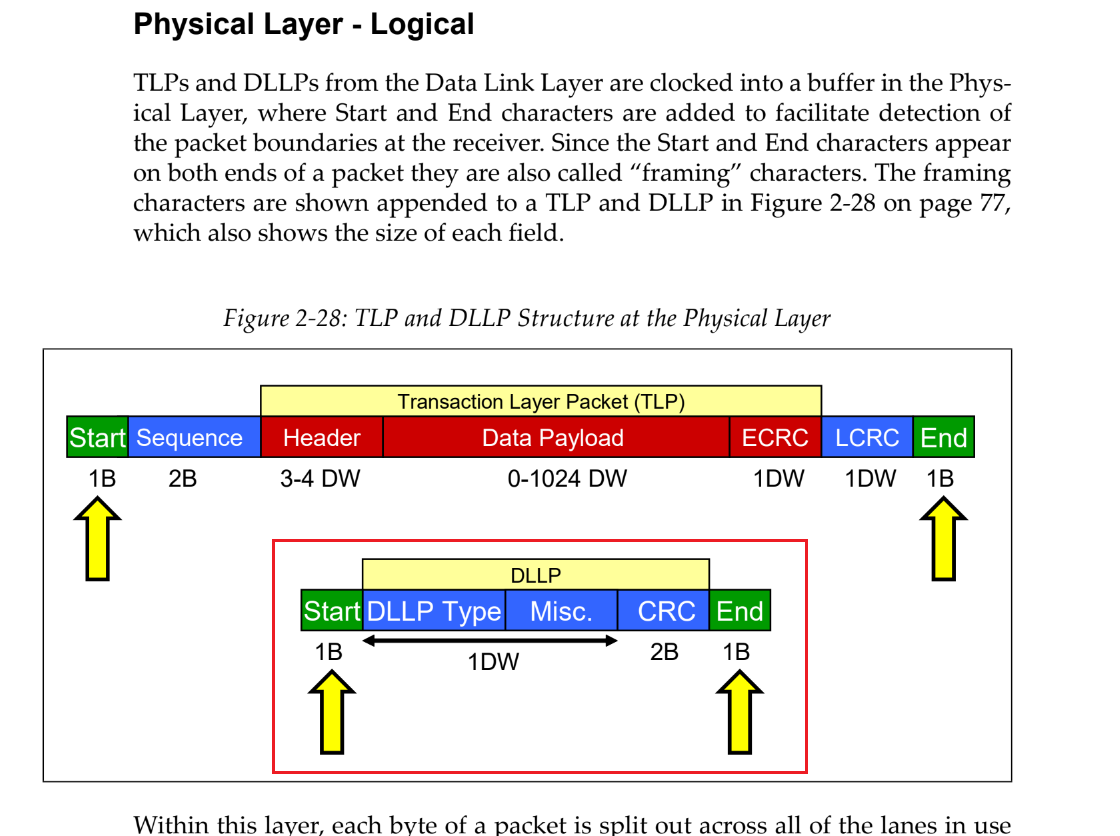 Physical Layer - Logical
TLPs and DLLPs from the Data Link Layer are clocked into a buffer in the Phys-
ical Layer, where Start and End characters are added to facilitate detection of
the packet boundaries at the receiver. Since the Start and End characters appear
on both ends of a packet they are also called “framing” characters. The framing
characters are shown appended to a TLP and DLLP in Figure 2-28 on page 77,
which also shows the size of each field.
Figure 2-28: TLP and DLLP Structure at the Physical Layer
Transaction Layer Packet (TLP)
Start Sequence Header Data Payload ECRC LCRC End
1B 2B 3-4 DW 0-1024 DW 1DW 1DW 1B
DLLP
Start DLLP Type Misc. CRC End
1B 1DW 2B 1B
Within this layer, each byte of a packet is split out across all of the lanes in use